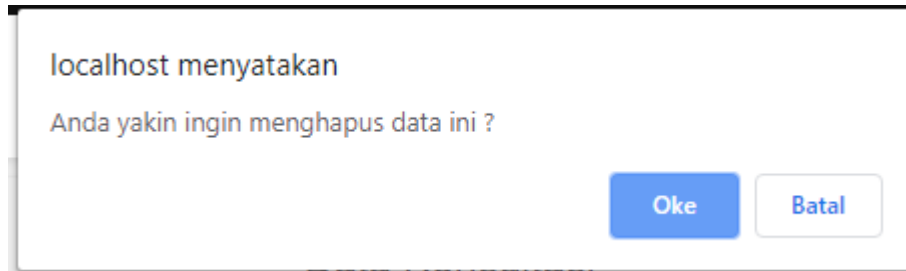 localhost menyatakan
Anda yakin ingin menghapus data ini ?
Oke Batal